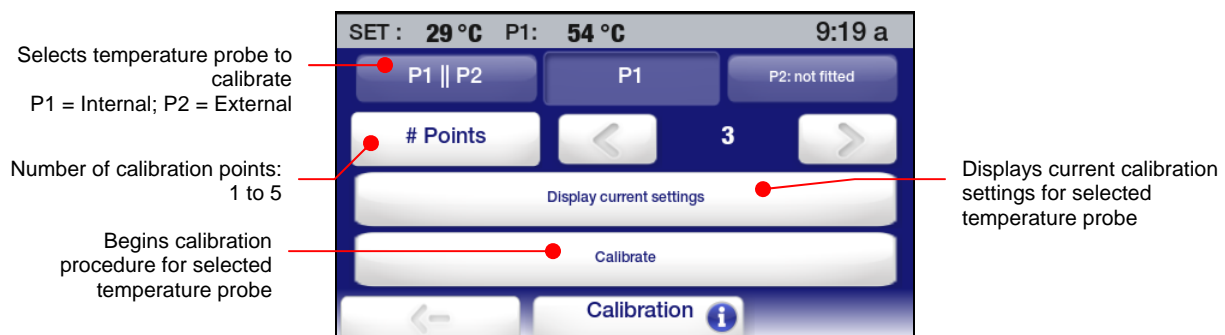 SET : 29 °C P1: 54 °C 9:19 a
Selects temperature probe to
calibrate
P1 = Internal; P2 = External
P1 || P2 P1 P2: not fitted
# Points < 3 >
Number of calibration points:
1 to 5
Display current settings
Displays current calibration
settings for selected
temperature probe
Begins calibration
procedure for selected
temperature probe
Calibrate
Calibration i